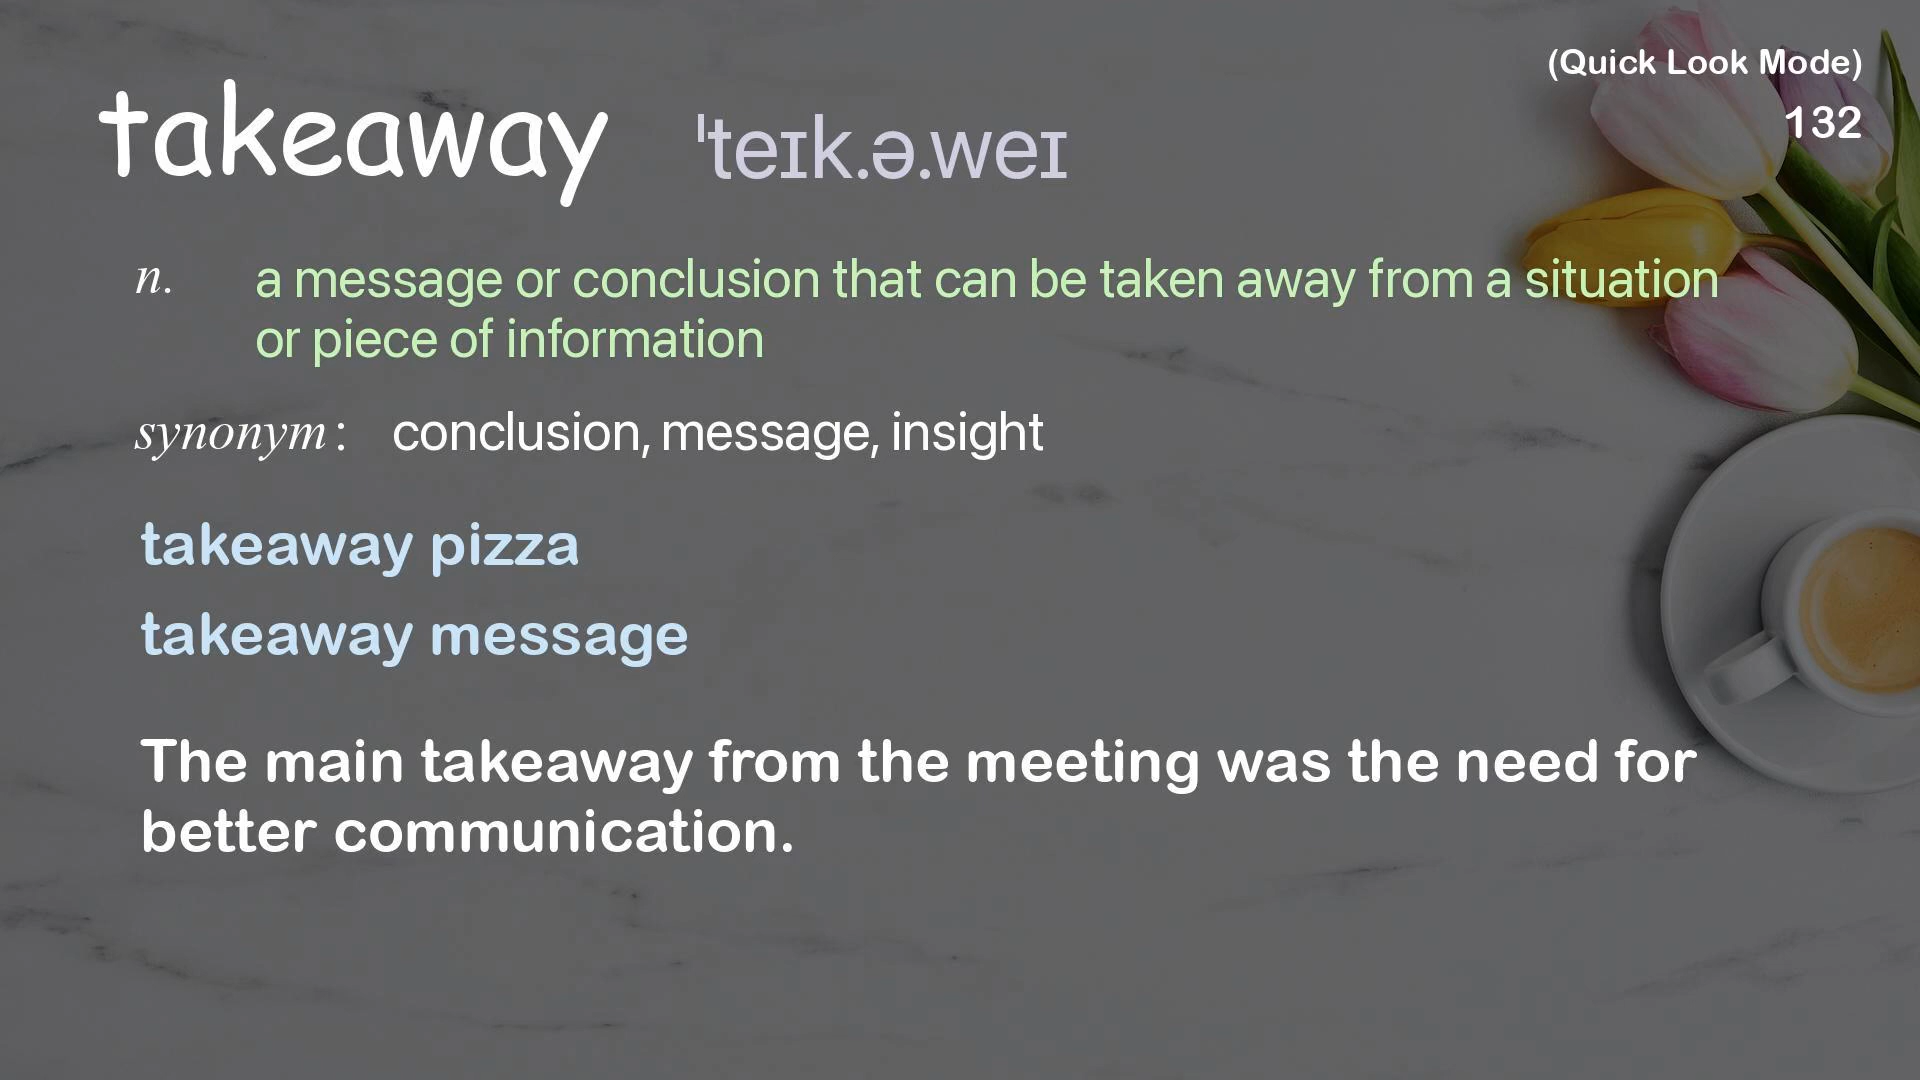 (Quick Look Mode)
132
takeaway ˈteɪk.ə.weɪ
n. a message or conclusion that can be taken away from a situation
or piece of information
synonym: conclusion, message, insight
takeaway pizza
takeaway message
The main takeaway from the meeting was the need for
better communication.